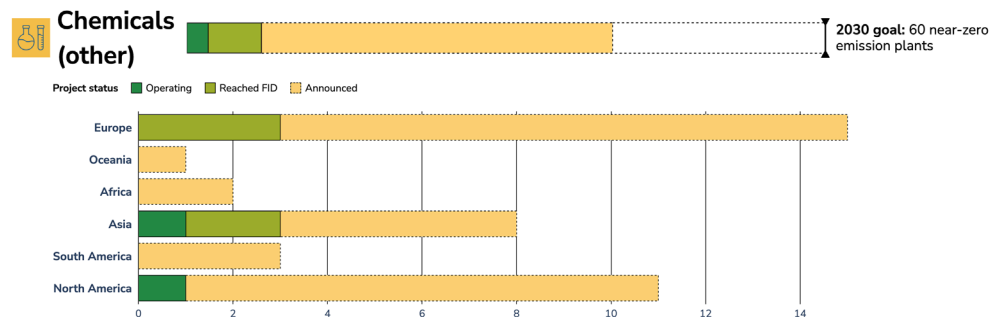 Chemicals
(other)
2030 goal: 60 near-zero
emission plants
Project status Operating Reached FID Announced
Europe
Oceania
Africa
Asia
South America
North America
0 2 4 6 8 10 12 14